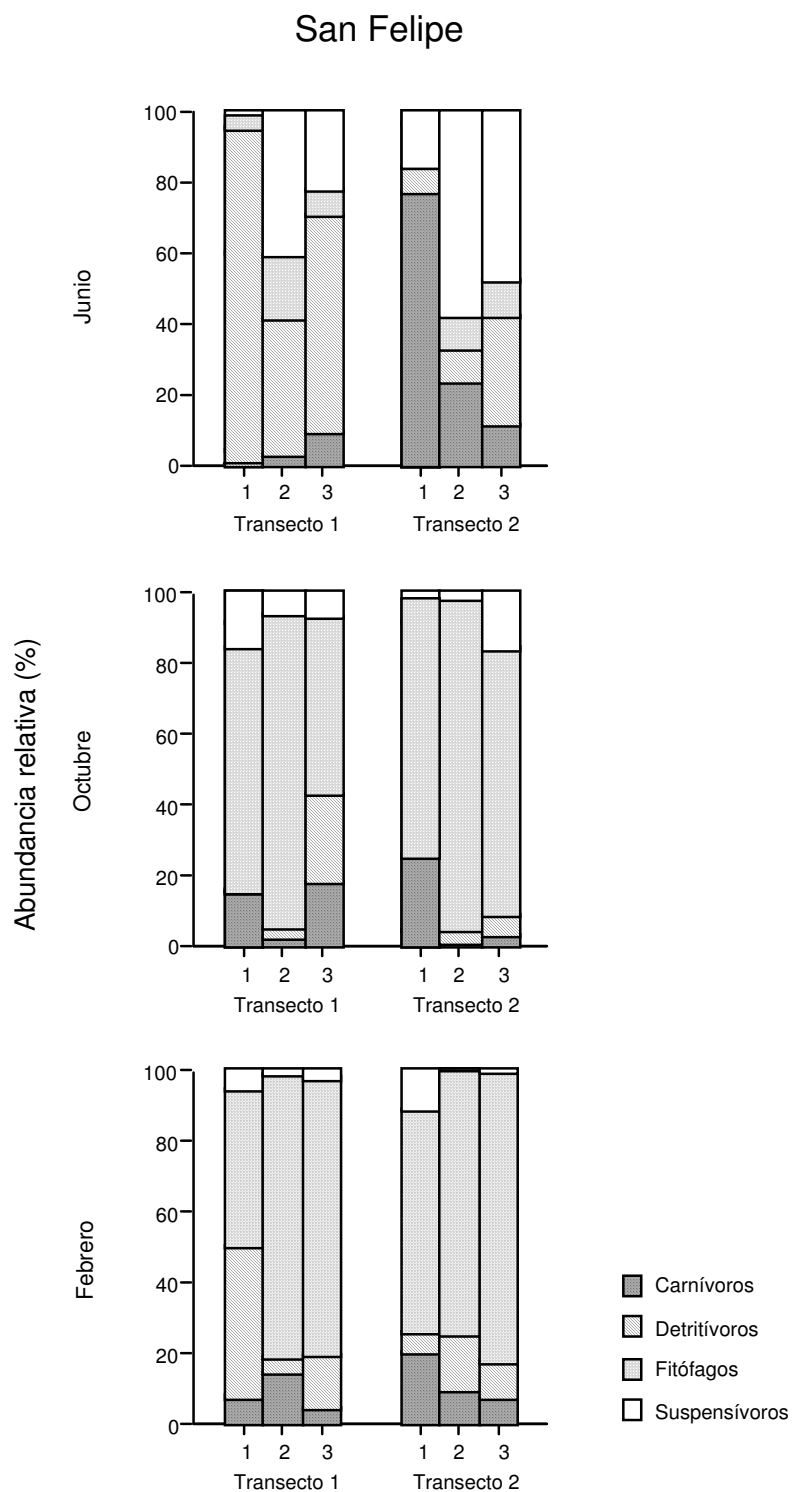 San Felipe
Abundancia relativa (%)
Junio
100
80
60
40
20
0
1 2 3 1 2 3
Transecto 1 Transecto 2
Octubre
100
80
60
40
20
0
1 2 3 1 2 3
Transecto 1 Transecto 2
Febrero
100
80
60
40
20
0
1 2 3 1 2 3
Transecto 1 Transecto 2
Carnívoros
Detritívoros
Fitófagos
Suspensívoros